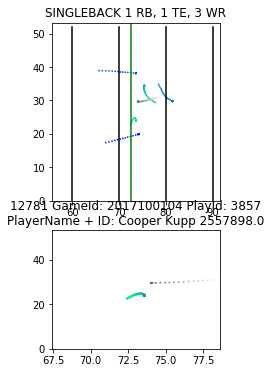 SINGLEBACK 1 RB, 1 TE, 3 WR
50
40
30
20
10
0
60 70 80 90
12781 GameId: 2017100104 PlayId: 3857
PlayerName + ID: Cooper Kupp 2557898.0
40
20
0
67.5 70.0 72.5 75.0 77.5